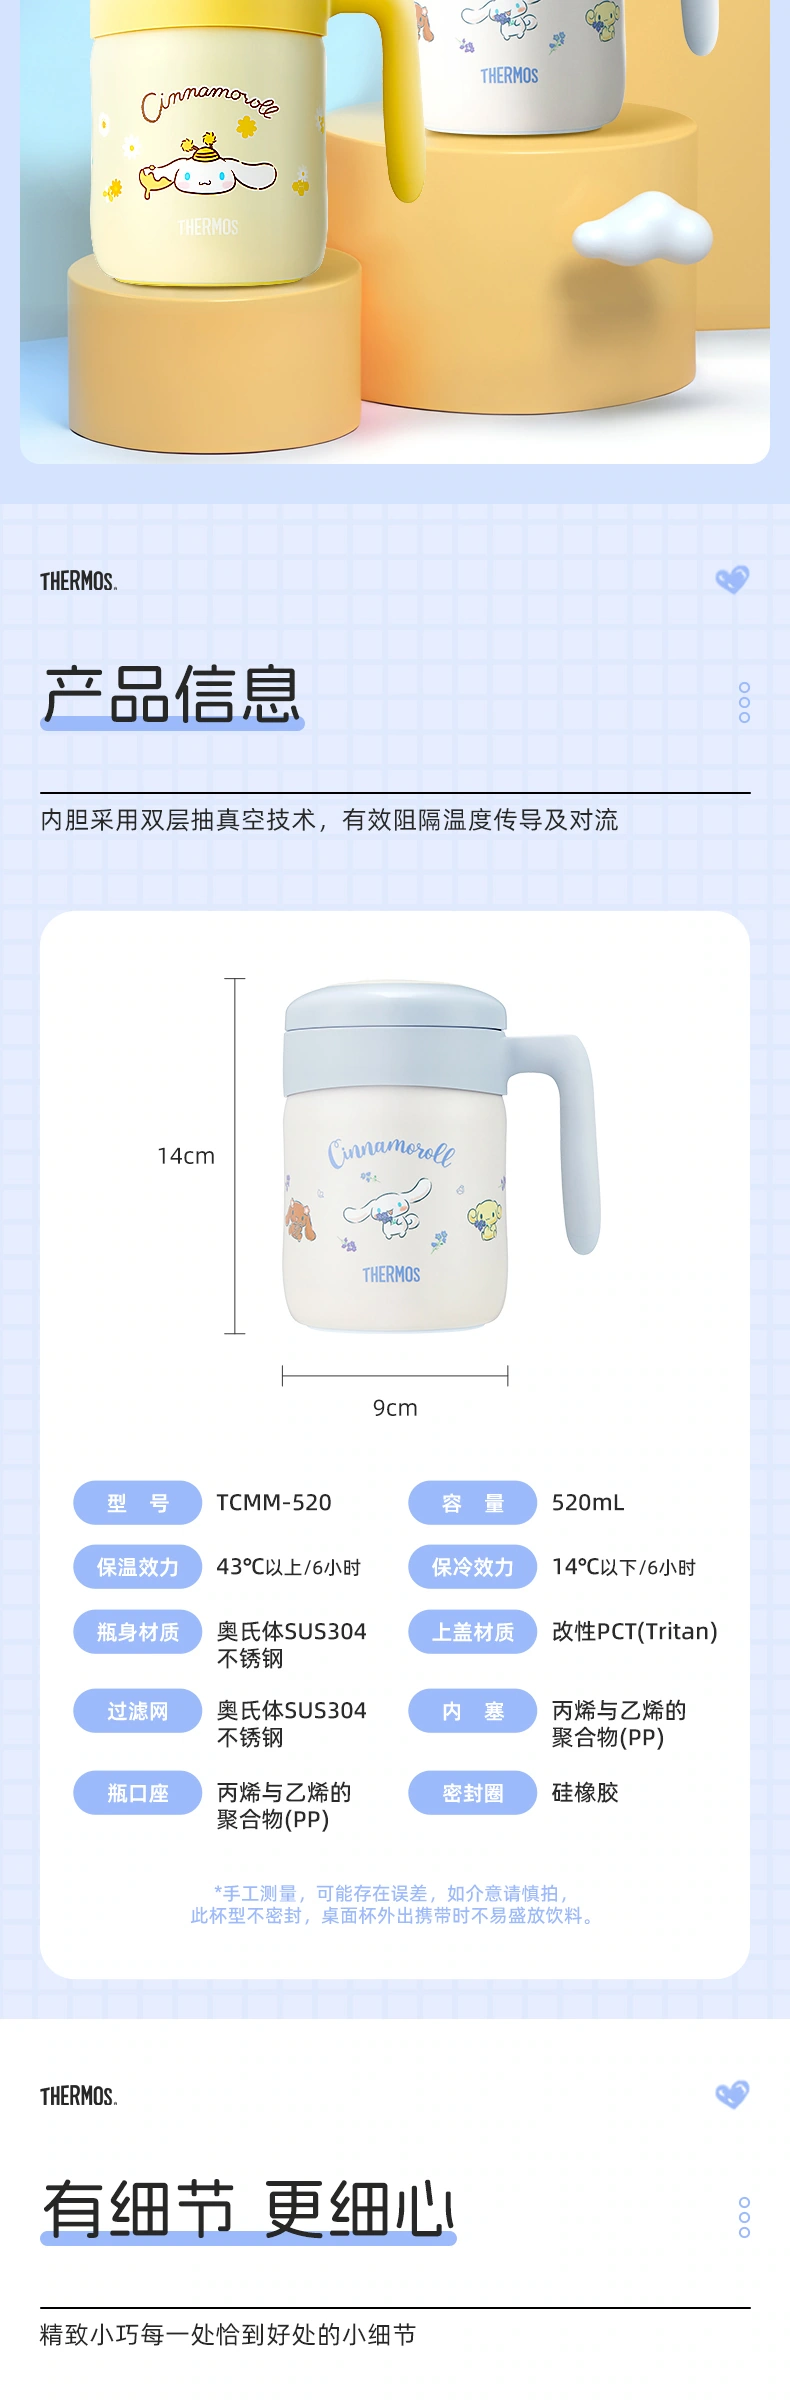 THERMOS
Cinnamoroll
THERMOS
THERMOS
产品信息
内胆采用双层抽真空技术，有效阻隔温度传导及对流
14cm
Cinnamoroll
THERMOS
9cm
型 号 TCMM-520 容 量 520mL
保温效力 43℃以上/6小时 保冷效力 14℃以下/6小时
瓶身材质 奥氏体SUS304 上盖材质 改性PCT(Tritan)
不锈钢
过滤网 奥氏体SUS304 内 塞 丙烯与乙烯的
不锈钢 聚合物(PP)
瓶口座 丙烯与乙烯的 密封圈 硅橡胶
聚合物(PP)
*手工测量，可能存在误差，如介意请慎拍，
此杯型不密封，桌面杯外出携带时不易盛放饮料。
THERMOS
有细节 更细心
精致小巧每一处恰到好处的小细节